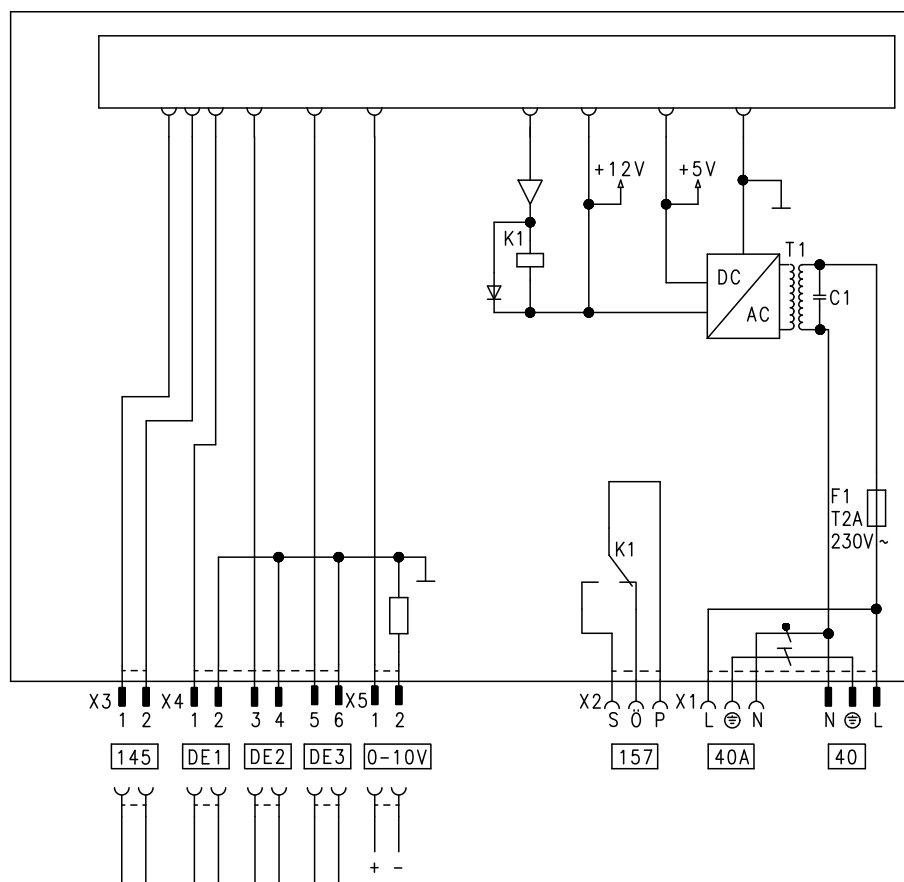 +12V
+5V
K1
T1
DC
AC
C1
F1
T2A
230V~
K1
X3
X4
X5
X2
X1
1
2
1
2
3
4
5
6
1
2
S
Ö
P
L
N
N
L
145
DE1
DE2
DE3
0-10V
157
40A
40
+
-